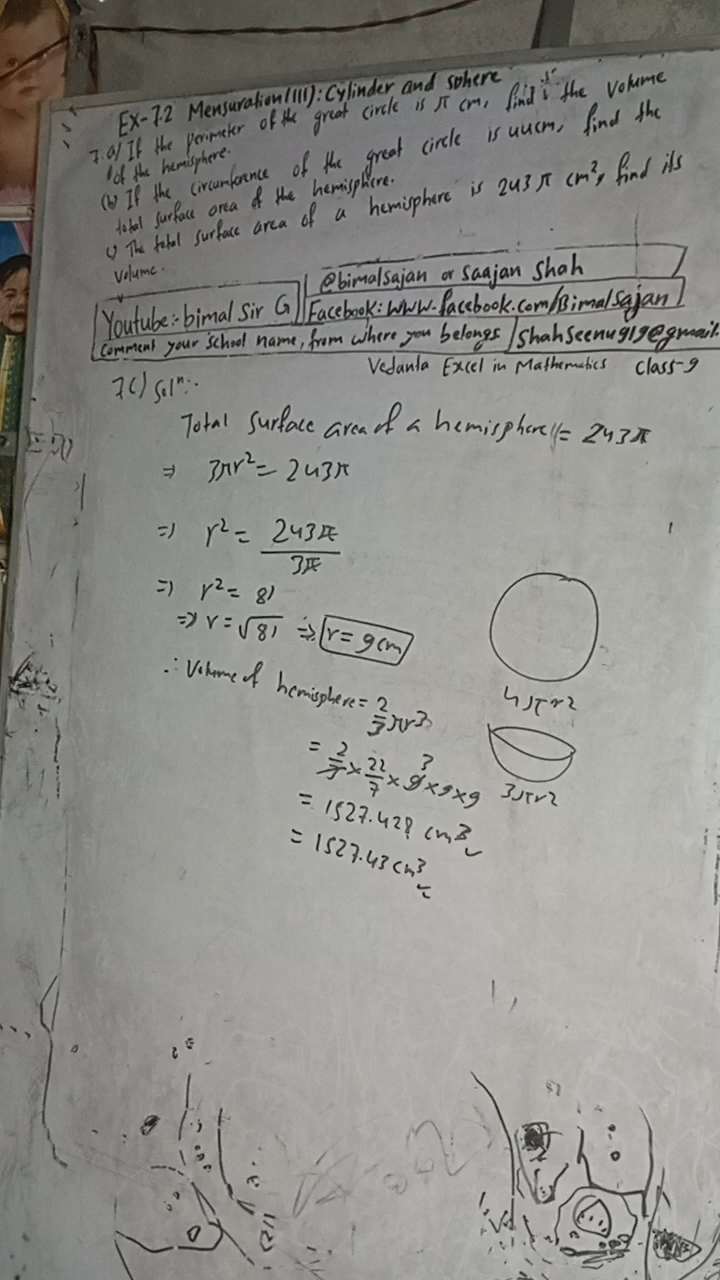 EX-7.2 Mensuration(III): Cylinder and sphere
7.a) If the perimeter of the great circle is π cm, find the volume
of the hemisphere.
(b) If the circumference of the great circle is 44cm, find the
total surface area of the hemisphere.
c) The total surface area of a hemisphere is 243π cm², find its
volume.
@bimalsajan or Saajan Shah
Youtube:- bimal Sir G
Facebook: www.facebook.com/Bimalsajan
Comment your school name, from where you belongs
Shahseenu919@gmail.
Vedanta Excel in Mathematics Class-9
7c) Solⁿ:-
Total surface area of a hemisphere = 243π
⇒ 3πr² = 243π
⇒ r² = 243π/3π
⇒ r² = 81
⇒ r = √81 ⇒ r = 9cm
∴ Volume of hemisphere = 2/3 πr³
= 2/3 × 22/7 × 9 3 × 9 × 9
= 1527.428 cm³
= 1527.43 cm³
4πr²
3πr²